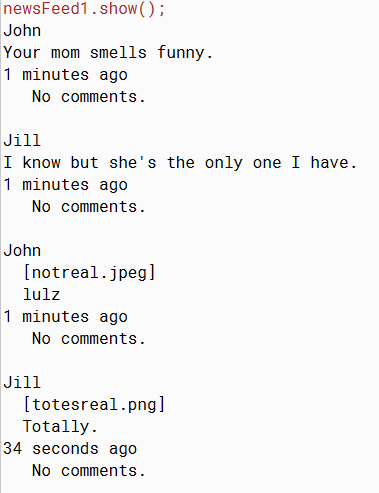 newsFeed1.show();
John
Your mom smells funny.
1 minutes ago
No comments.
Jill
I know but she's the only one I have.
1 minutes ago
No comments.
John
[notreal.jpeg]
lulz
1 minutes ago
No comments.
Jill
[totesreal.png]
Totally.
34 seconds ago
No comments.